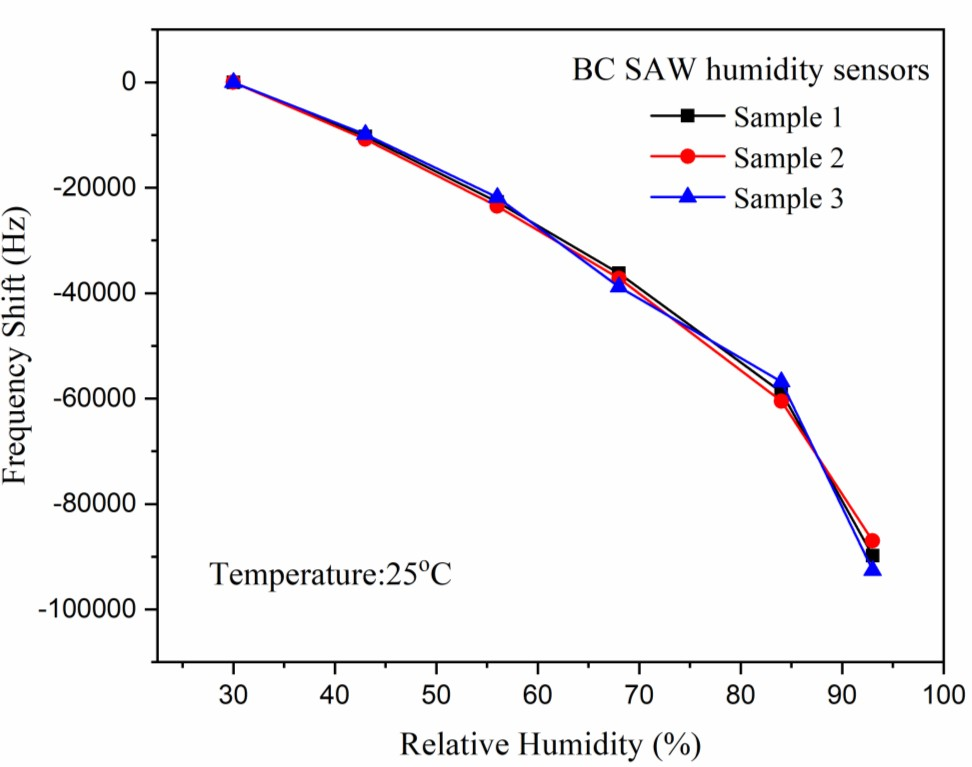 BC SAW humidity sensors
Sample 1
Sample 2
Sample 3
0
-20000
-40000
-60000
-80000
-100000
Frequency Shift (Hz)
Temperature:25°C
30 40 50 60 70 80 90 100
Relative Humidity (%)